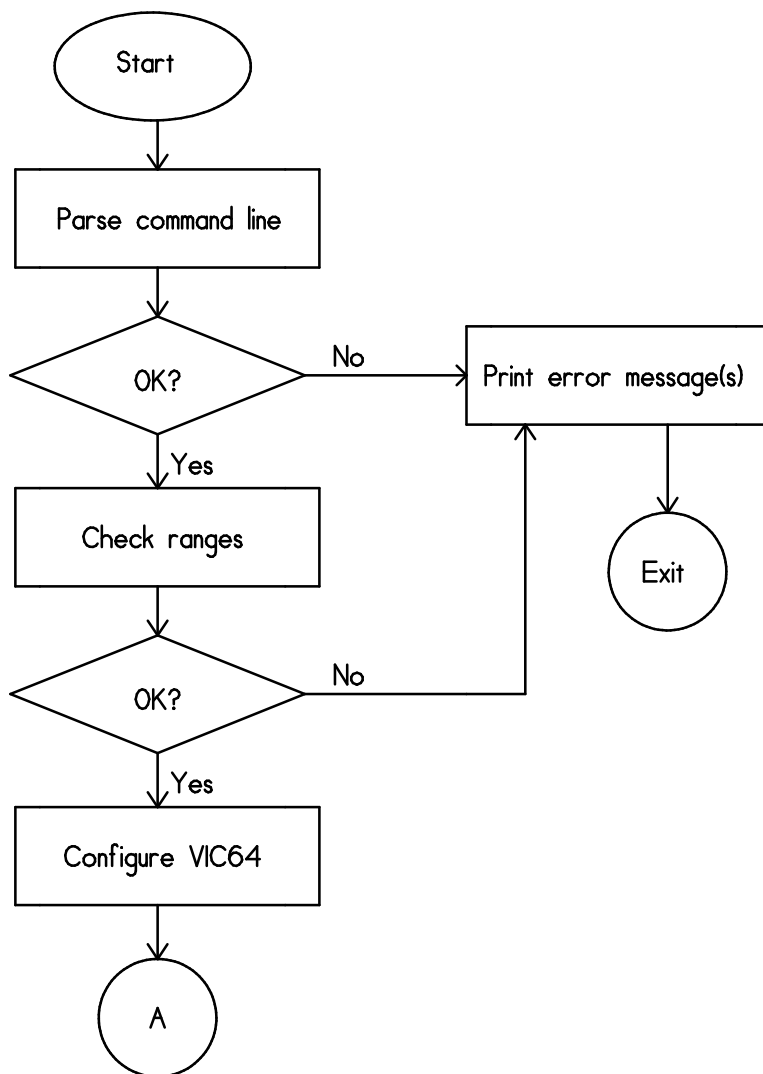 Start
Parse command line
OK?
No
Print error message(s)
Yes
Check ranges
Exit
OK?
No
Yes
Configure VIC64
A